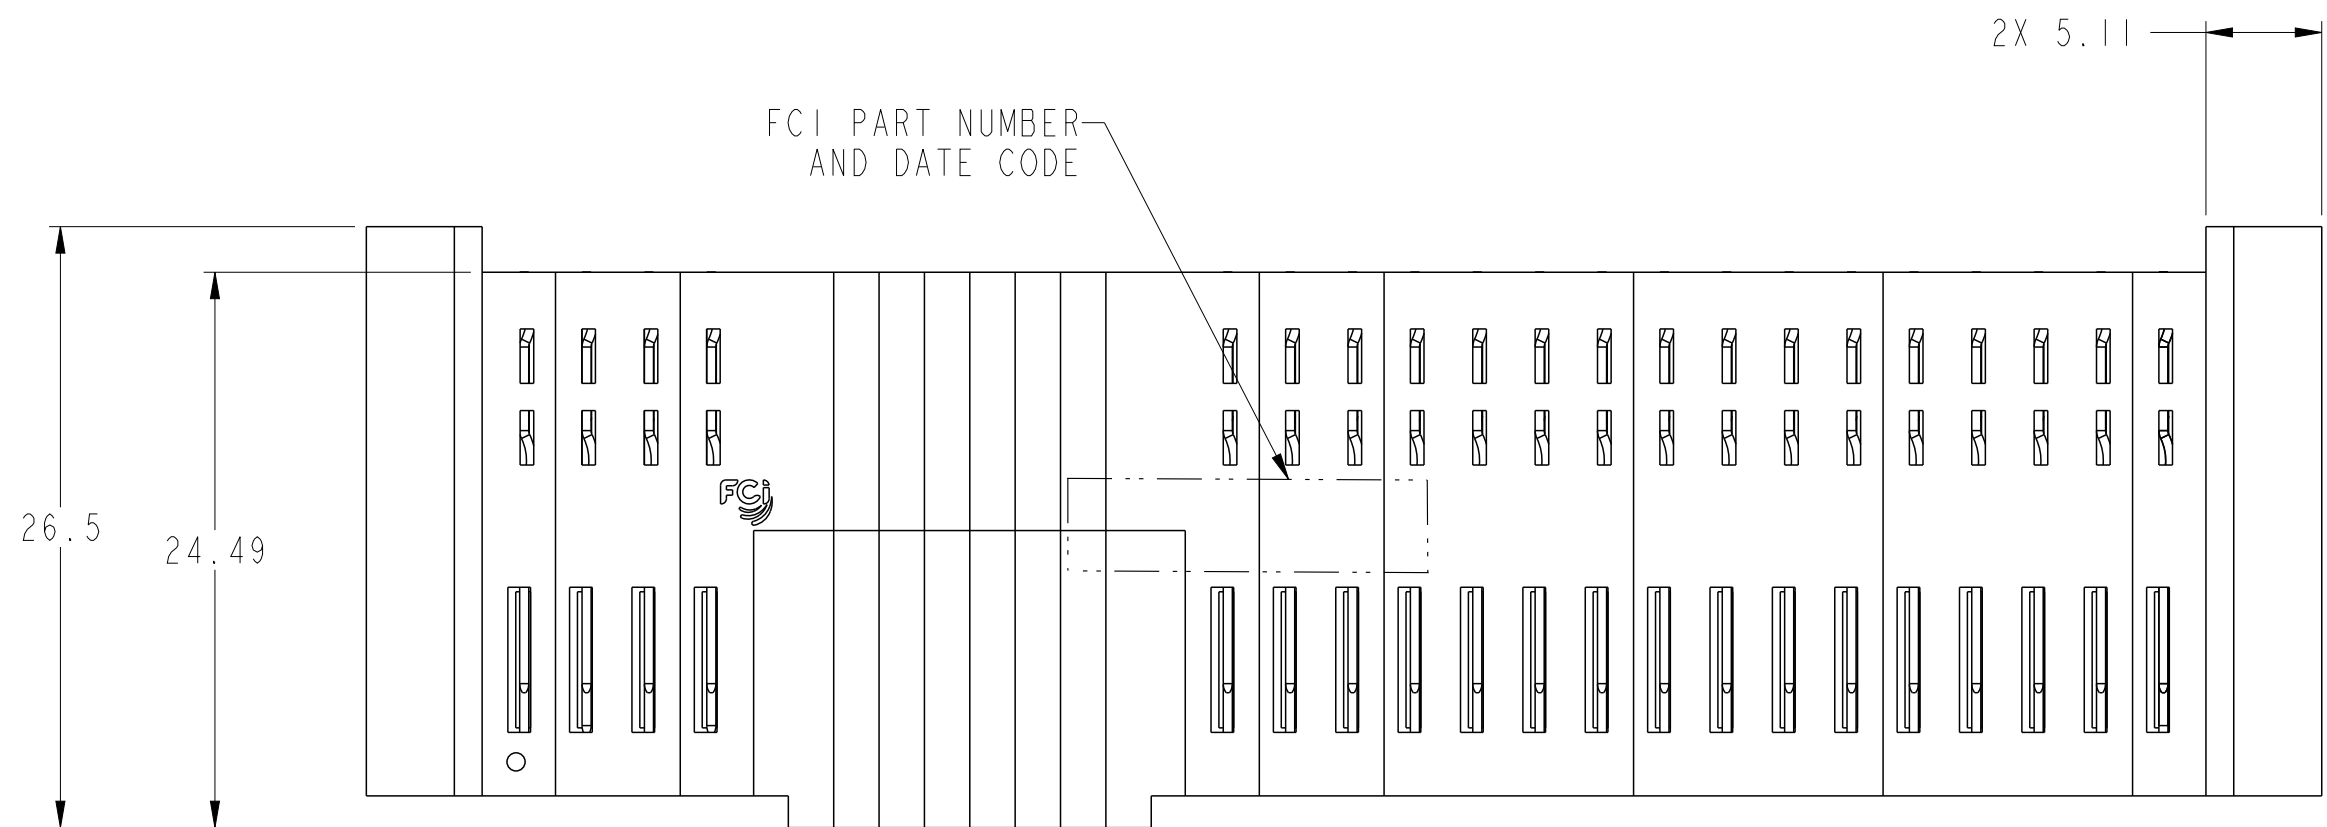 2X 5.11
FCI PART NUMBER
AND DATE CODE
26.5
24.49
FCi